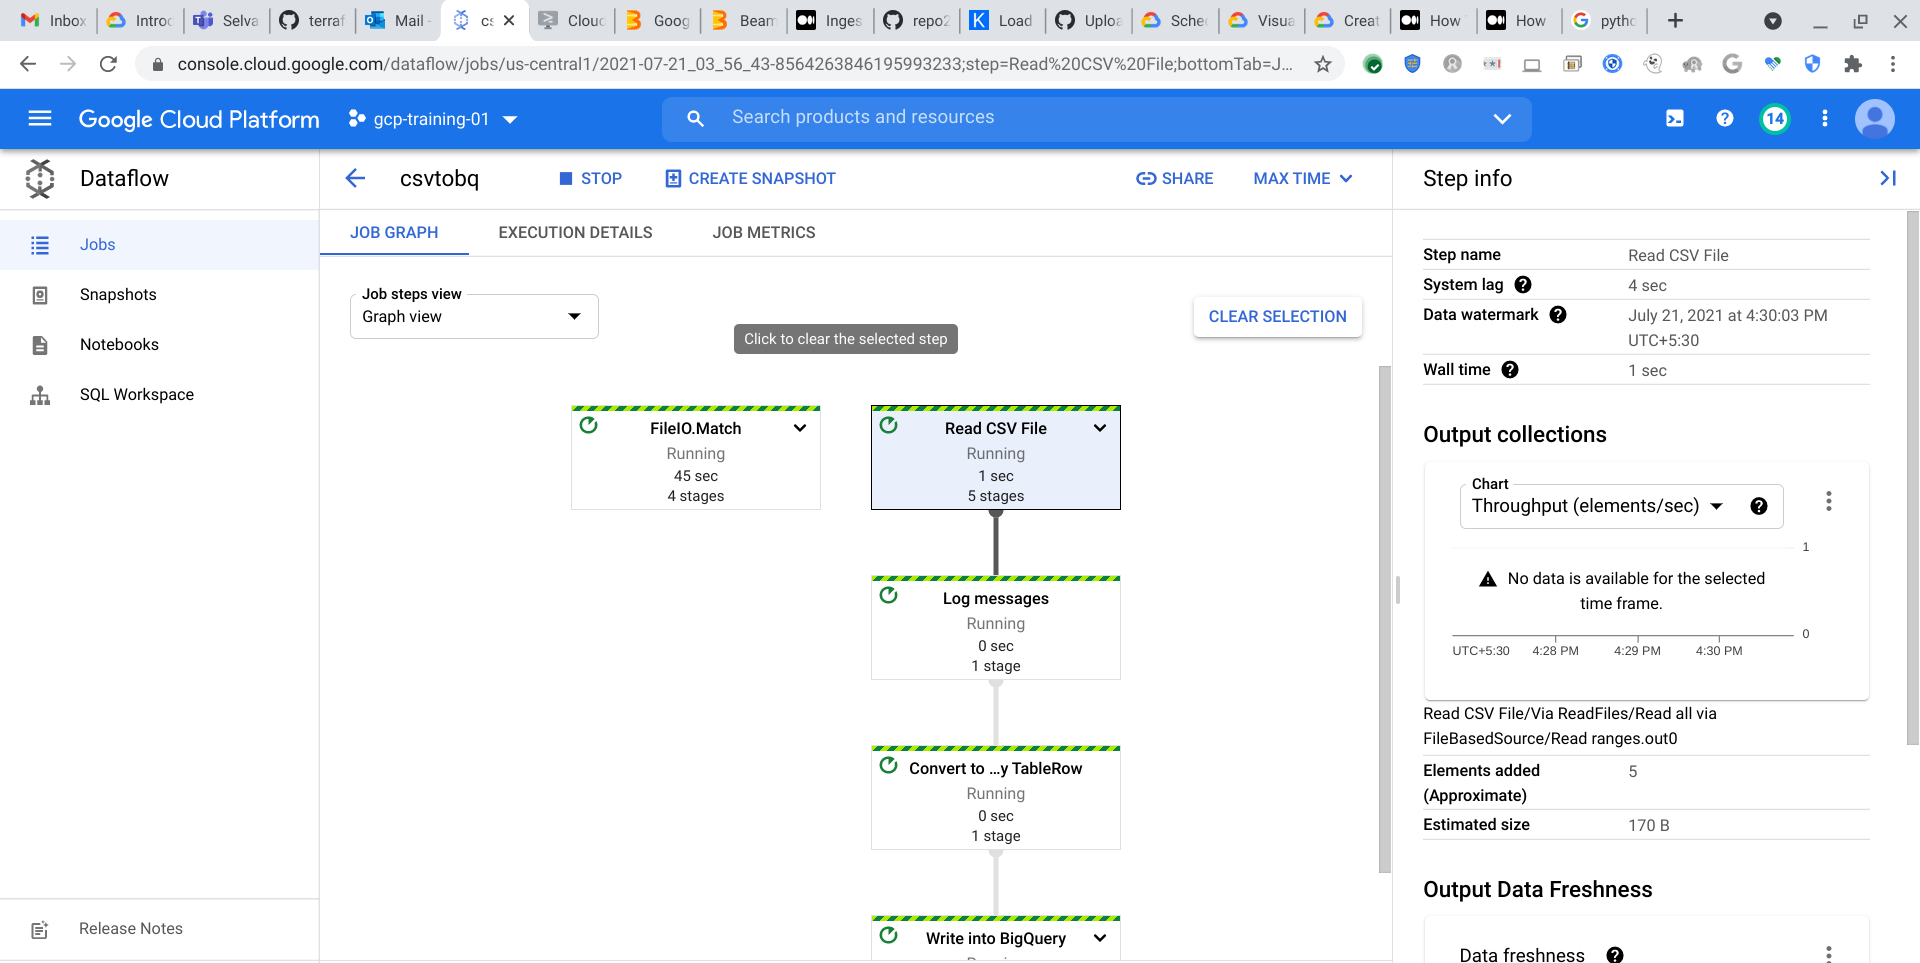 Inbox
Introd
Selva
terraf
Mail -
cs
Cloud
Goog
Beam
Inges
repo2
Load
Uploa
Sched
Visua
Creat
How
How
pytho
console.cloud.google.com/dataflow/jobs/us-central1/2021-07-21_03_56_43-8564263846195993233;step=Read%20CSV%20File;bottomTab=J...
Google Cloud Platform
gcp-training-01
Search products and resources
14
Dataflow
csvtobq
STOP
CREATE SNAPSHOT
SHARE
MAX TIME
Step info
Jobs
Snapshots
Notebooks
SQL Workspace
Release Notes
JOB GRAPH
EXECUTION DETAILS
JOB METRICS
Job steps view
Graph view
CLEAR SELECTION
Click to clear the selected step
FileIO.Match
Running
45 sec
4 stages
Read CSV File
Running
1 sec
5 stages
Log messages
Running
0 sec
1 stage
Convert to ...y TableRow
Running
0 sec
1 stage
Write into BigQuery
Step name Read CSV File
System lag 4 sec
Data watermark July 21, 2021 at 4:30:03 PM
UTC+5:30
Wall time 1 sec
Output collections
Chart
Throughput (elements/sec)
1
No data is available for the selected
time frame.
0
UTC+5:30 4:28 PM 4:29 PM 4:30 PM
Read CSV File/Via ReadFiles/Read all via
FileBasedSource/Read ranges.out0
Elements added 5
(Approximate)
Estimated size 170 B
Output Data Freshness
Data freshness